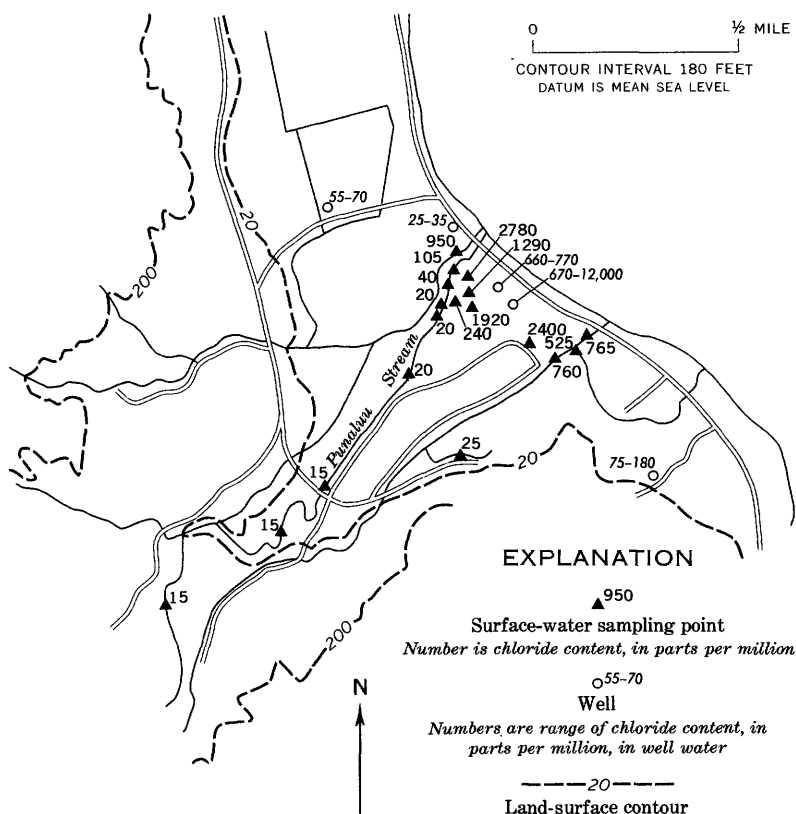 0 ½ MILE
CONTOUR INTERVAL 180 FEET
DATUM IS MEAN SEA LEVEL
55-70
20
25-35
950
2780
105
1290
40
660-770
670-12,000
200
20
1920
20
240
2400
525
765
760
Punaluu Stream
20
25
20
75-180
15
15
15
200
N
EXPLANATION
950
Surface-water sampling point
Number is chloride content, in parts per million
55-70
Well
Numbers are range of chloride content, in
parts per million, in well water
20
Land-surface contour